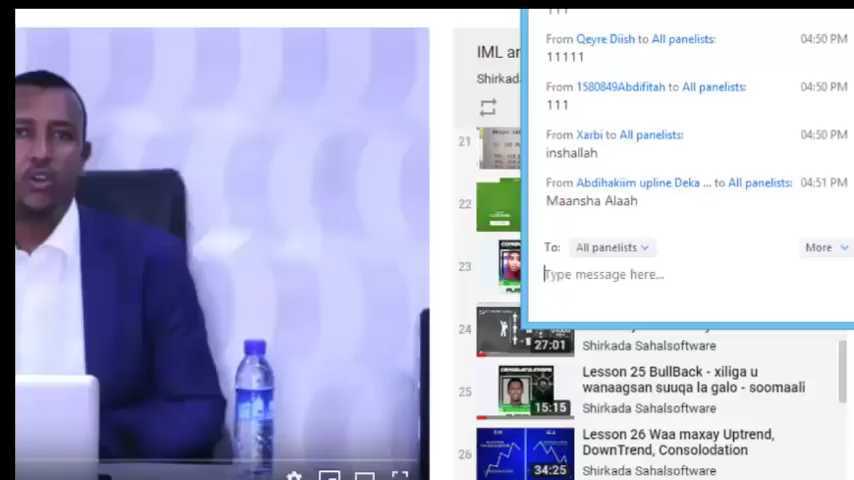 111
From Qeyre Diish to All panelists: 04:50 PM
11111
From 1580849Abdifitah to All panelists: 04:50 PM
111
From Xarbi to All panelists: 04:50 PM
inshallah
From Abdihakiim upline Deka ... to All panelists: 04:51 PM
Maansha Alaah
To: All panelists More
Type message here...
IML ar
Shirkada
21
22
23
24
27:01
Shirkada Sahalsoftware
25
15:15
Lesson 25 BullBack - xiliga u
wanaagsan suuqa la galo - soomaali
Shirkada Sahalsoftware
26
34:25
Lesson 26 Waa maxay Uptrend,
DownTrend, Consolodation
Shirkada Sahalsoftware